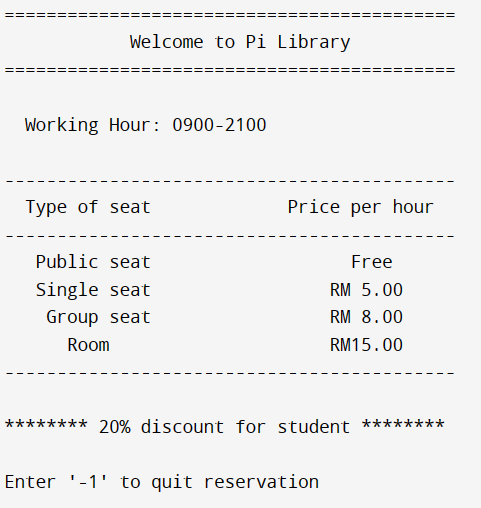 ===========================================
Welcome to Pi Library
===========================================
Working Hour: 0900-2100
-------------------------------------------
Type of seat Price per hour
-------------------------------------------
Public seat Free
Single seat RM 5.00
Group seat RM 8.00
Room RM15.00
-------------------------------------------
******** 20% discount for student ********
Enter '-1' to quit reservation